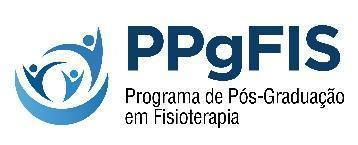 PPgFIS
Programa de Pós-Graduação
em Fisioterapia